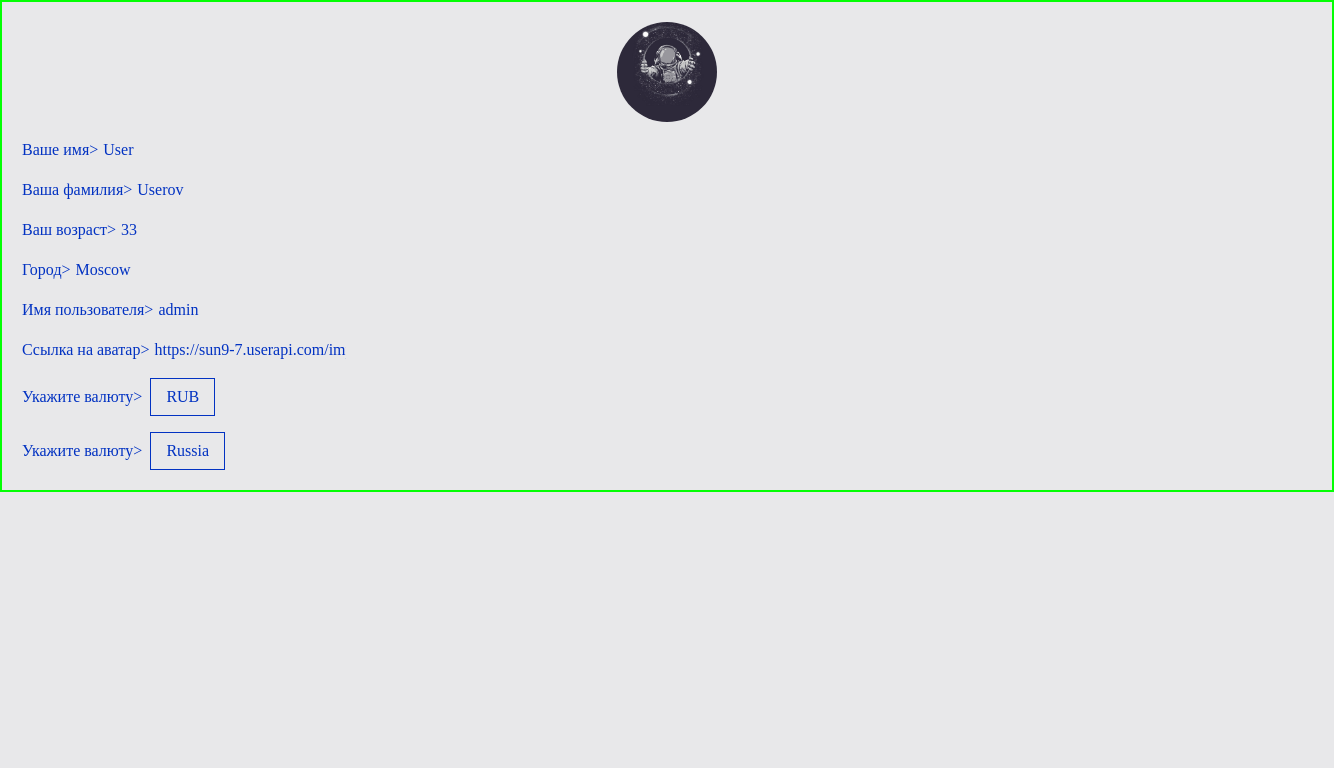 Ваше имя> User
Ваша фамилия> Userov
Ваш возраст> 33
Город> Moscow
Имя пользователя> admin
Ссылка на аватар> https://sun9-7.userapi.com/im
Укажите валюту> RUB
Укажите валюту> Russia